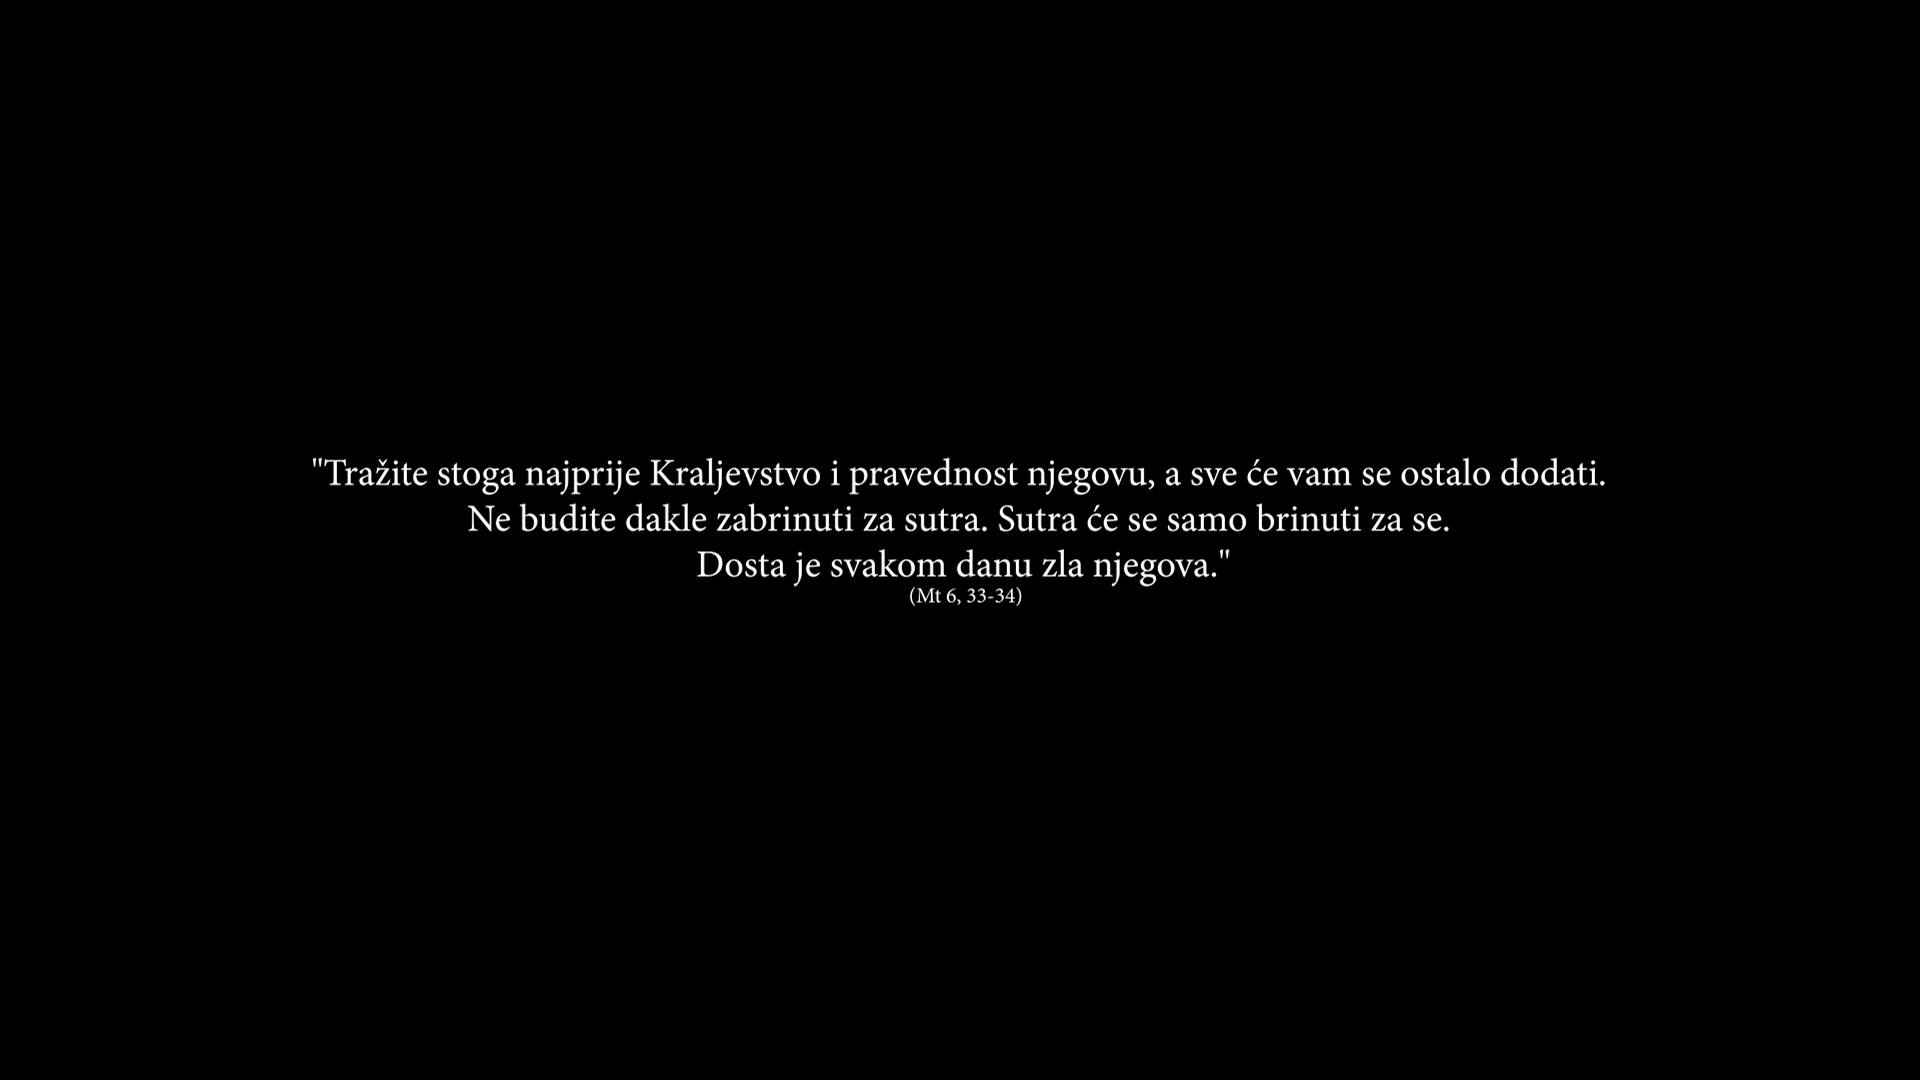 "Tražite stoga najprije Kraljevstvo i pravednost njegovu, a sve će vam se ostalo dodati.
Ne budite dakle zabrinuti za sutra. Sutra će se samo brinuti za se.
Dosta je svakom danu zla njegova."
(Mt 6, 33-34)